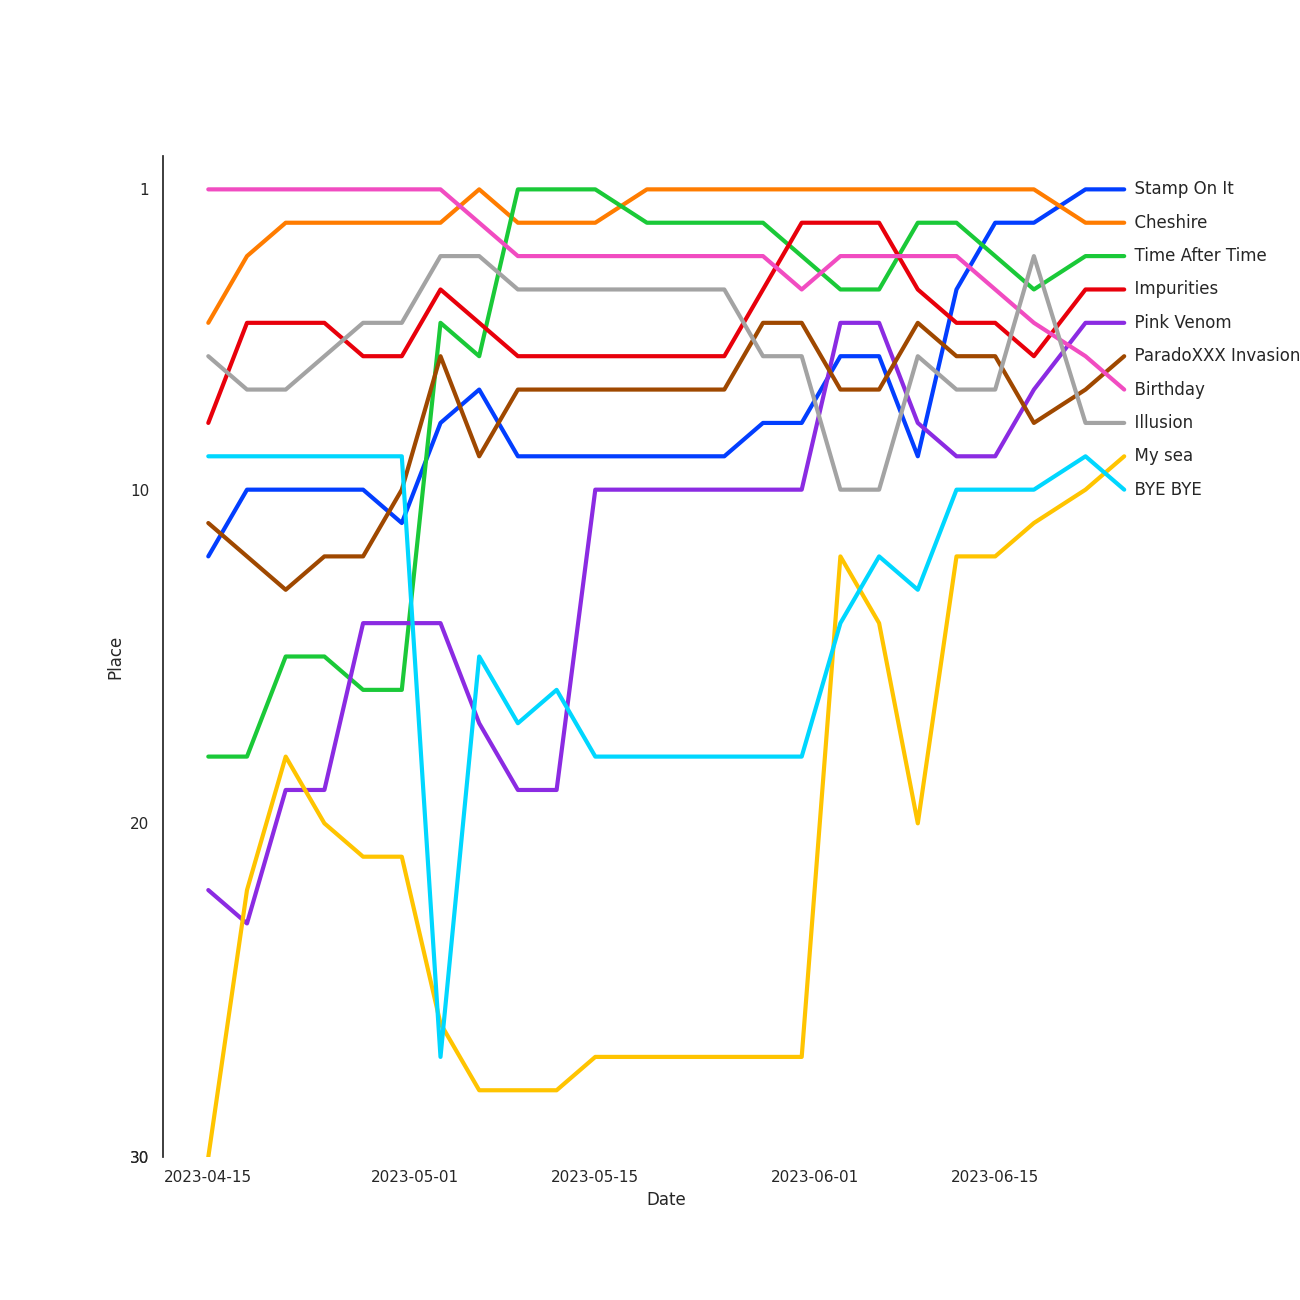 1
10
20
30
Place
2023-04-15
2023-05-01
2023-05-15
2023-06-01
2023-06-15
Date
Stamp On It
Cheshire
Time After Time
Impurities
Pink Venom
ParadoXXX Invasion
Birthday
Illusion
My sea
BYE BYE